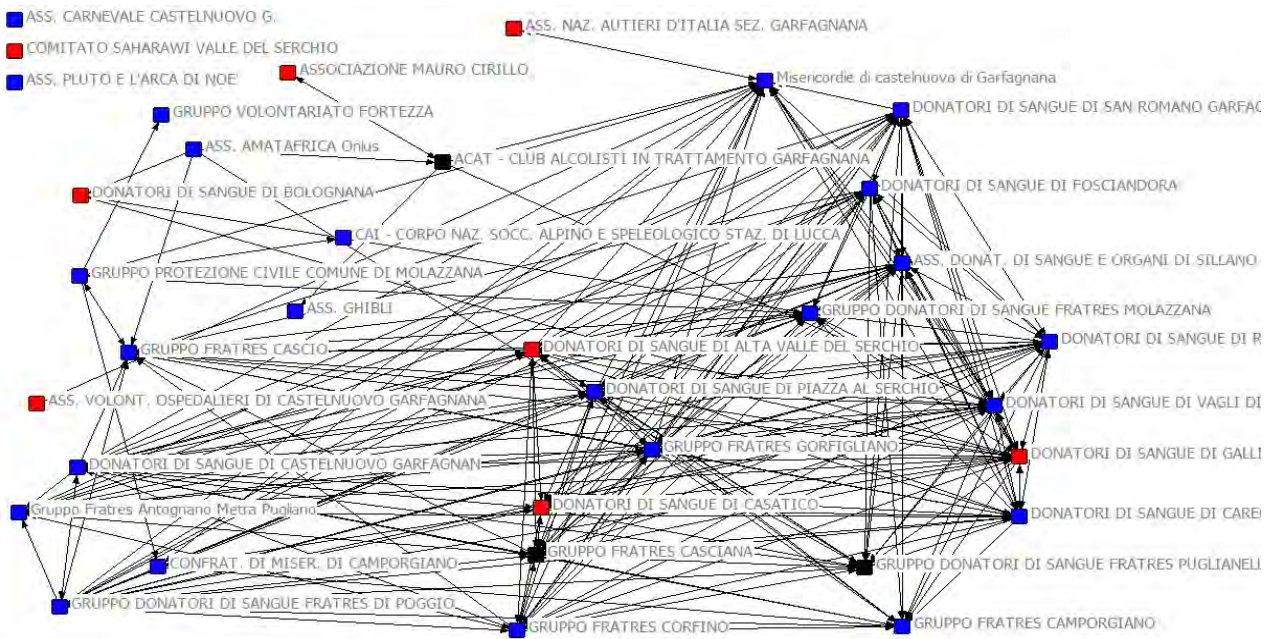 ASS. CARNEVALE CASTELNUOVO G.
ASS. NAZ. AUTIERI D'ITALIA SEZ. GARFAGNANA
COMITATO SAHARAWI VALLE DEL SERCHIO
ASSOCIAZIONE MAURO CIRILLO
ASS. PLUTO E L'ARCA DI NOE'
Misericordie di castelnuovo di Garfagnana
GRUPPO VOLONTARIATO FORTEZZA
DONATORI DI SANGUE DI SAN ROMANO GARFAG
ASS. AMATAFRICA Onlus
ACAT - CLUB ALCOLISTI IN TRATTAMENTO GARFAGNANA
DONATORI DI SANGUE DI BOLOGNANA
DONATORI DI SANGUE DI FOSCIANDORA
CAI - CORPO NAZ. SOCC. ALPINO E SPELEOLOGICO STAZ. DI LUCCA
ASS. DONAT. DI SANGUE E ORGANI DI SILLANO
GRUPPO PROTEZIONE CIVILE COMUNE DI MOLAZZANA
ASS. GHIBLI
GRUPPO DONATORI DI SANGUE FRATRES MOLAZZANA
GRUPPO FRATRES CASCIO
DONATORI DI SANGUE DI ALTA VALLE DEL SERCHIO
DONATORI DI SANGUE DI R
DONATORI DI SANGUE DI PIAZZA AL SERCHIO
ASS. VOLONT. OSPEDALIERI DI CASTELNUOVO GARFAGNANA
DONATORI DI SANGUE DI VAGLI DI
GRUPPO FRATRES GORFIGLIANO
DONATORI DI SANGUE DI GALLI
DONATORI DI SANGUE DI CASTELNUOVO GARFAGNAN
Gruppo Fratres Antognano Metra Pugliano
DONATORI DI SANGUE DI CASATICO
DONATORI DI SANGUE DI CAREG
GRUPPO FRATRES CASCIANA
CONFRAT. DI MISER. DI CAMPORGIANO
GRUPPO DONATORI DI SANGUE FRATRES PUGLIANELL
GRUPPO DONATORI DI SANGUE FRATRES DI POGGIO
GRUPPO FRATRES CORFINO
GRUPPO FRATRES CAMPORGIANO